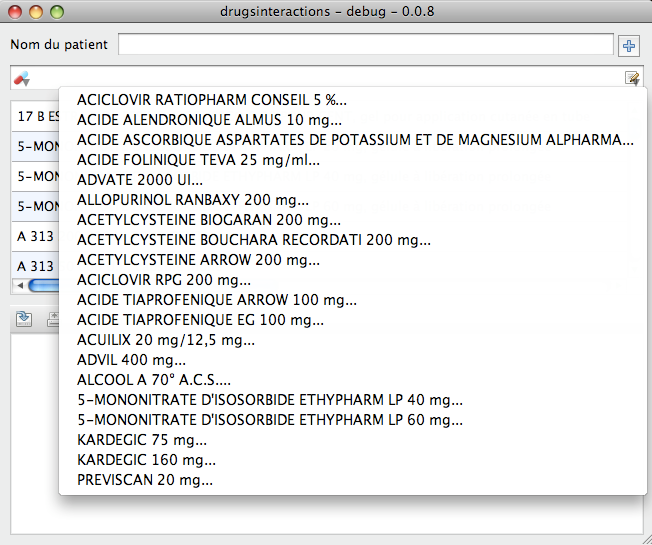 drugsinteractions - debug - 0.0.8
Nom du patient
ACICLOVIR RATIOPHARM CONSEIL 5 %...
ACIDE ALENDRONIQUE ALMUS 10 mg...
17 B ES
ACIDE ASCORBIQUE ASPARTATES DE POTASSIUM ET DE MAGNESIUM ALPHARMA...
5-MON
ACIDE FOLINIQUE TEVA 25 mg/ml...
5-MON
ADVATE 2000 UI...
ALLOPURINOL RANBAXY 200 mg...
5-MON
ACETYLCYSTEINE BIOGARAN 200 mg...
A 313
ACETYLCYSTEINE BOUCHARA RECORDATI 200 mg...
ACETYLCYSTEINE ARROW 200 mg...
A 313
ACICLOVIR RPG 200 mg...
ACIDE TIAPROFENIQUE ARROW 100 mg...
ACIDE TIAPROFENIQUE EG 100 mg...
ACUILIX 20 mg/12,5 mg...
ADVIL 400 mg...
ALCOOL A 70° A.C.S....
5-MONONITRATE D'ISOSORBIDE ETHYPHARM LP 40 mg...
5-MONONITRATE D'ISOSORBIDE ETHYPHARM LP 60 mg...
KARDEGIC 75 mg...
KARDEGIC 160 mg...
PREVISCAN 20 mg...